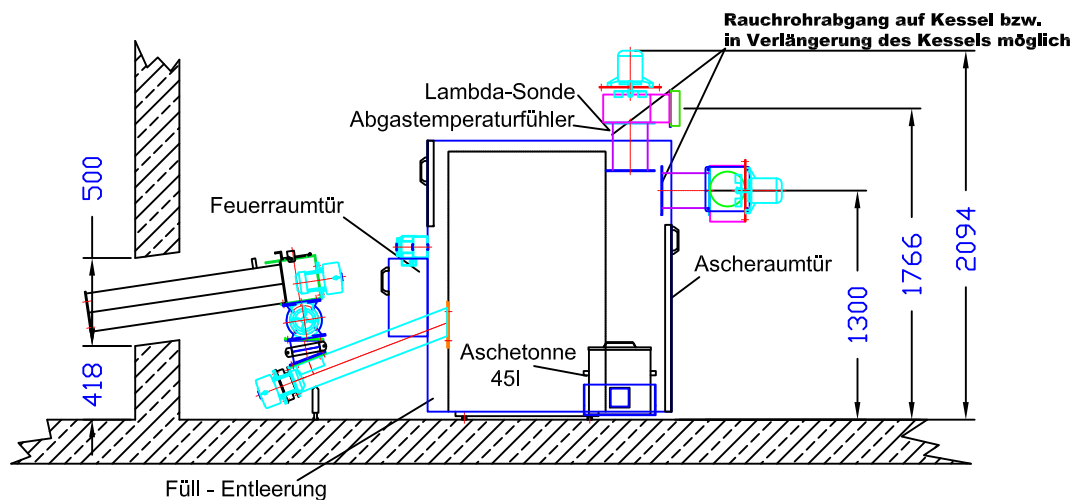 Rauchrohrabgang auf Kessel bzw.
in Verlängerung des Kessels möglich
Lambda-Sonde
Abgastemperaturfühler
500
Feuerraumtür
Ascheraumtür
2094
1766
1300
Aschetonne
45l
418
Füll - Entleerung